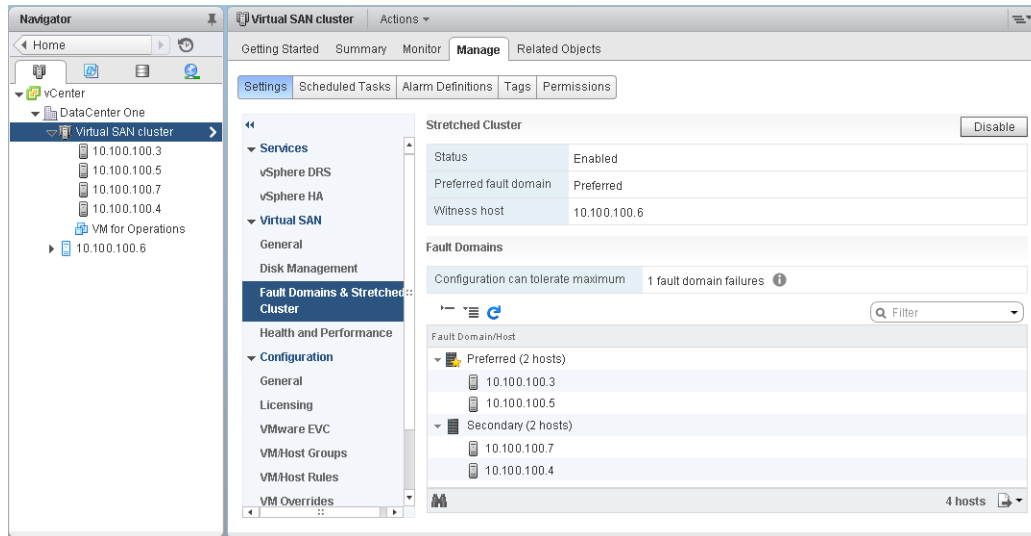 Navigator
Home
vCenter
DataCenter One
Virtual SAN cluster
10.100.100.3
10.100.100.5
10.100.100.7
10.100.100.4
VM for Operations
10.100.100.6
Virtual SAN cluster Actions
Getting Started Summary Monitor Manage Related Objects
Settings Scheduled Tasks Alarm Definitions Tags Permissions
Services
vSphere DRS
vSphere HA
Virtual SAN
General
Disk Management
Fault Domains & Stretched
Cluster
Health and Performance
Configuration
General
Licensing
VMware EVC
VM/Host Groups
VM/Host Rules
VM Overrides
Stretched Cluster Disable
Status Enabled
Preferred fault domain Preferred
Witness host 10.100.100.6
Fault Domains
Configuration can tolerate maximum 1 fault domain failures
Filter
Fault Domain/Host
Preferred (2 hosts)
10.100.100.3
10.100.100.5
Secondary (2 hosts)
10.100.100.7
10.100.100.4
4 hosts